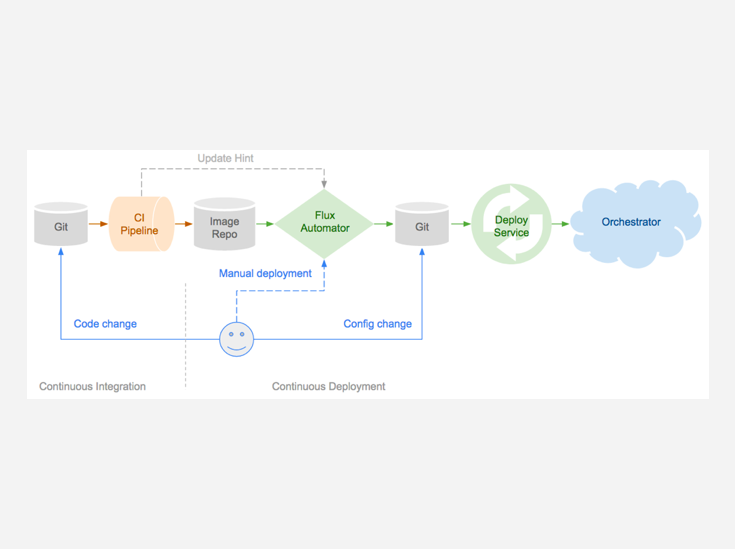 Update Hint
Git
CI
Pipeline
Image
Repo
Flux
Automator
Git
Deploy
Service
Orchestrator
Manual deployment
Code change
Config change
Continuous Integration
Continuous Deployment